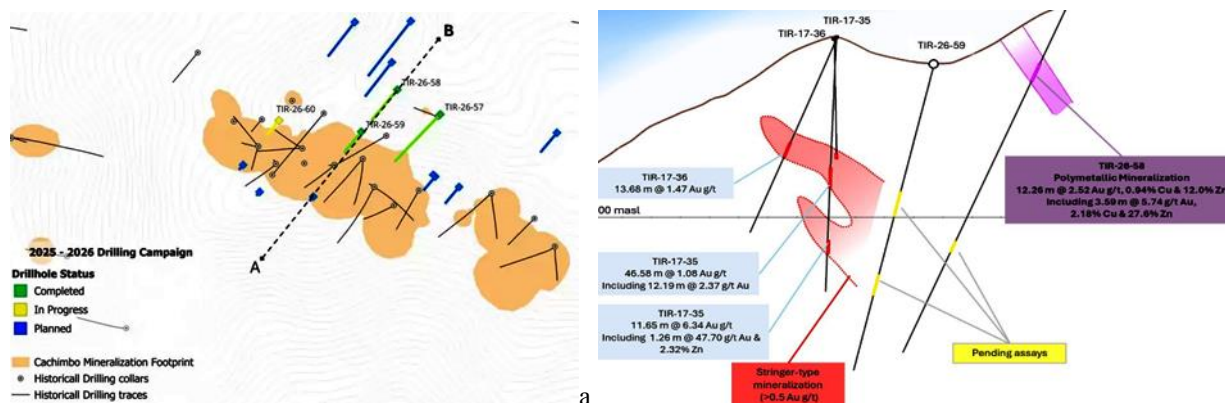 B
TIR-26-58
TIR-26-57
TIR-26-60
TIR-26-59
A
2025 - 2026 Drilling Campaign
Drillhole Status
Completed
In Progress
Planned
Cachimbo Mineralization Footprint
Historicall Drilling collars
Historicall Drilling traces
a
TIR-17-35
TIR-17-36
TIR-26-59
TIR-17-36
13.68 m @ 1.47 Au g/t
00 masl
TIR-26-58
Polymetallic Mineralization
12.26 m @ 2.52 Au g/t, 0.94% Cu & 12.0% Zn
Including 3.59 m @ 5.74 g/t Au,
2.18% Cu & 27.6% Zn
TIR-17-35
46.58 m @ 1.08 Au g/t
Including 12.19 m @ 2.37 g/t Au
TIR-17-35
11.65 m @ 6.34 Au g/t
Including 1.26 m @ 47.70 g/t Au &
2.32% Zn
Stringer-type
mineralization
(>0.5 Au g/t)
Pending assays